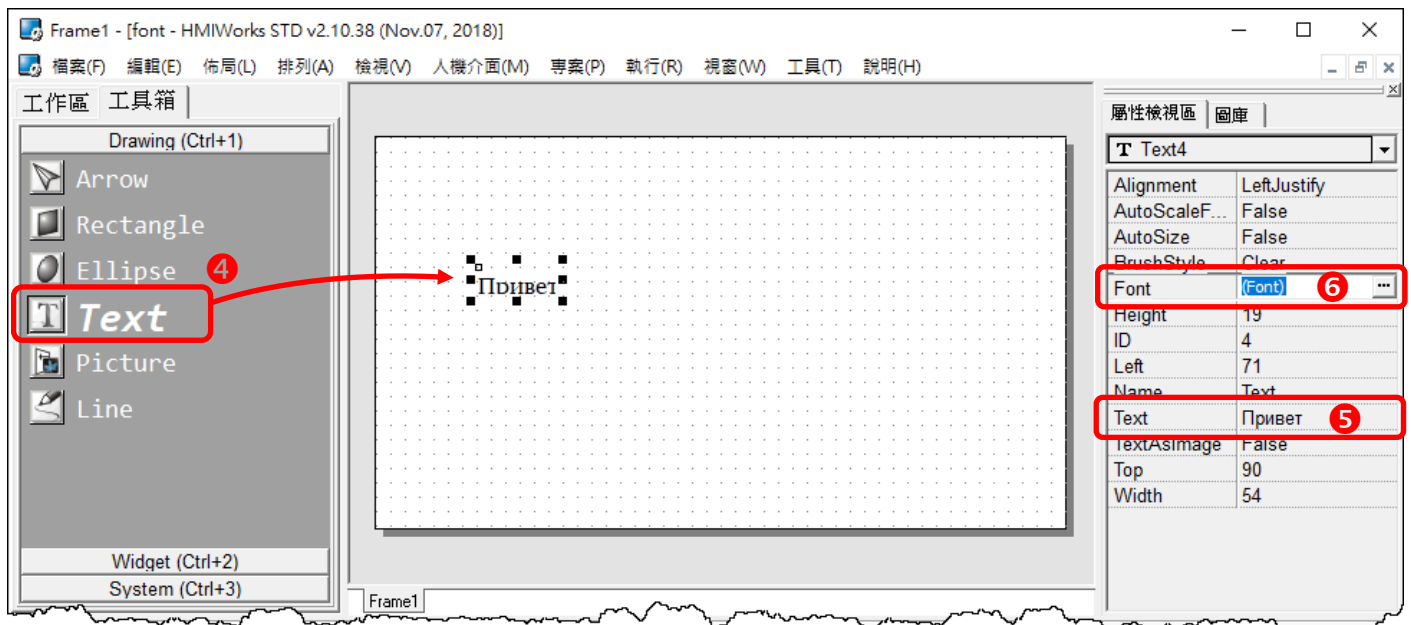 Frame1 - [font - HMIWorks STD v2.10.38 (Nov.07, 2018)]
檔案(F) 編輯(E) 佈局(L) 排列(A) 檢視(V) 人機介面(M) 專案(P) 執行(R) 視窗(W) 工具(T) 說明(H)
工作區 工具箱
Drawing (Ctrl+1)
Arrow
Rectangle
Ellipse
4
Text
Picture
Line
Widget (Ctrl+2)
System (Ctrl+3)
Привет
Frame1
屬性檢視區 圖庫
T Text4
Alignment LeftJustify
AutoScaleF... False
AutoSize False
BrushStyle Clear
Font (Font) 6 ...
Height 19
ID 4
Left 71
Name Text
Text Привет 5
TextAsImage False
Top 90
Width 54